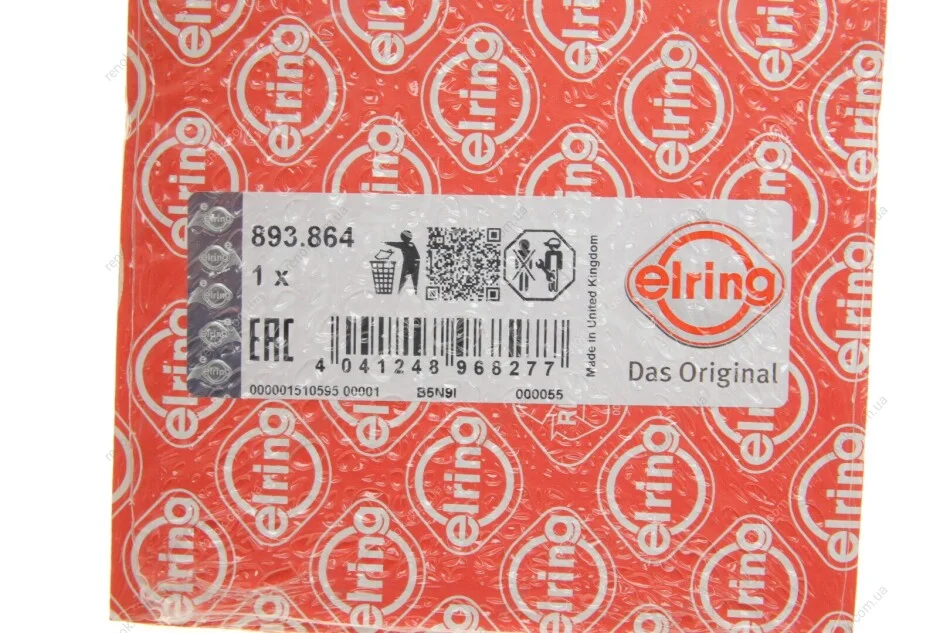 893.864
1 x
EAC
4 041248 968277
000001510595 00001 B5N9I 000055
Made in United Kingdom
elring
Das Original